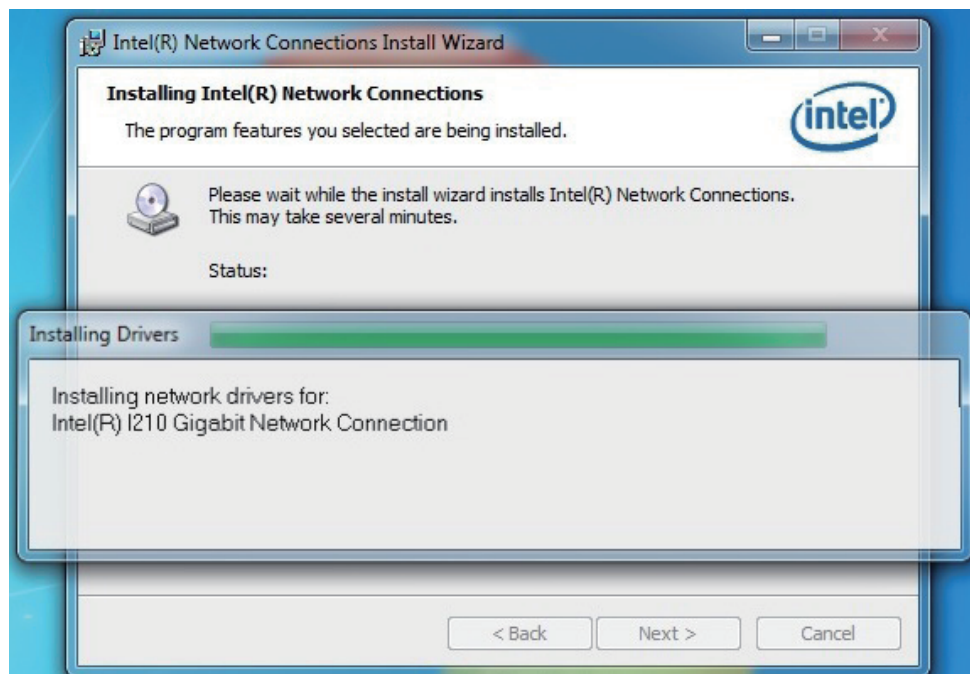 Intel(R) Network Connections Install Wizard
Installing Intel(R) Network Connections
The program features you selected are being installed.
intel
Please wait while the install wizard installs Intel(R) Network Connections.
This may take several minutes.
Status:
Installing Drivers
Installing network drivers for:
Intel(R) I210 Gigabit Network Connection
< Back
Next >
Cancel